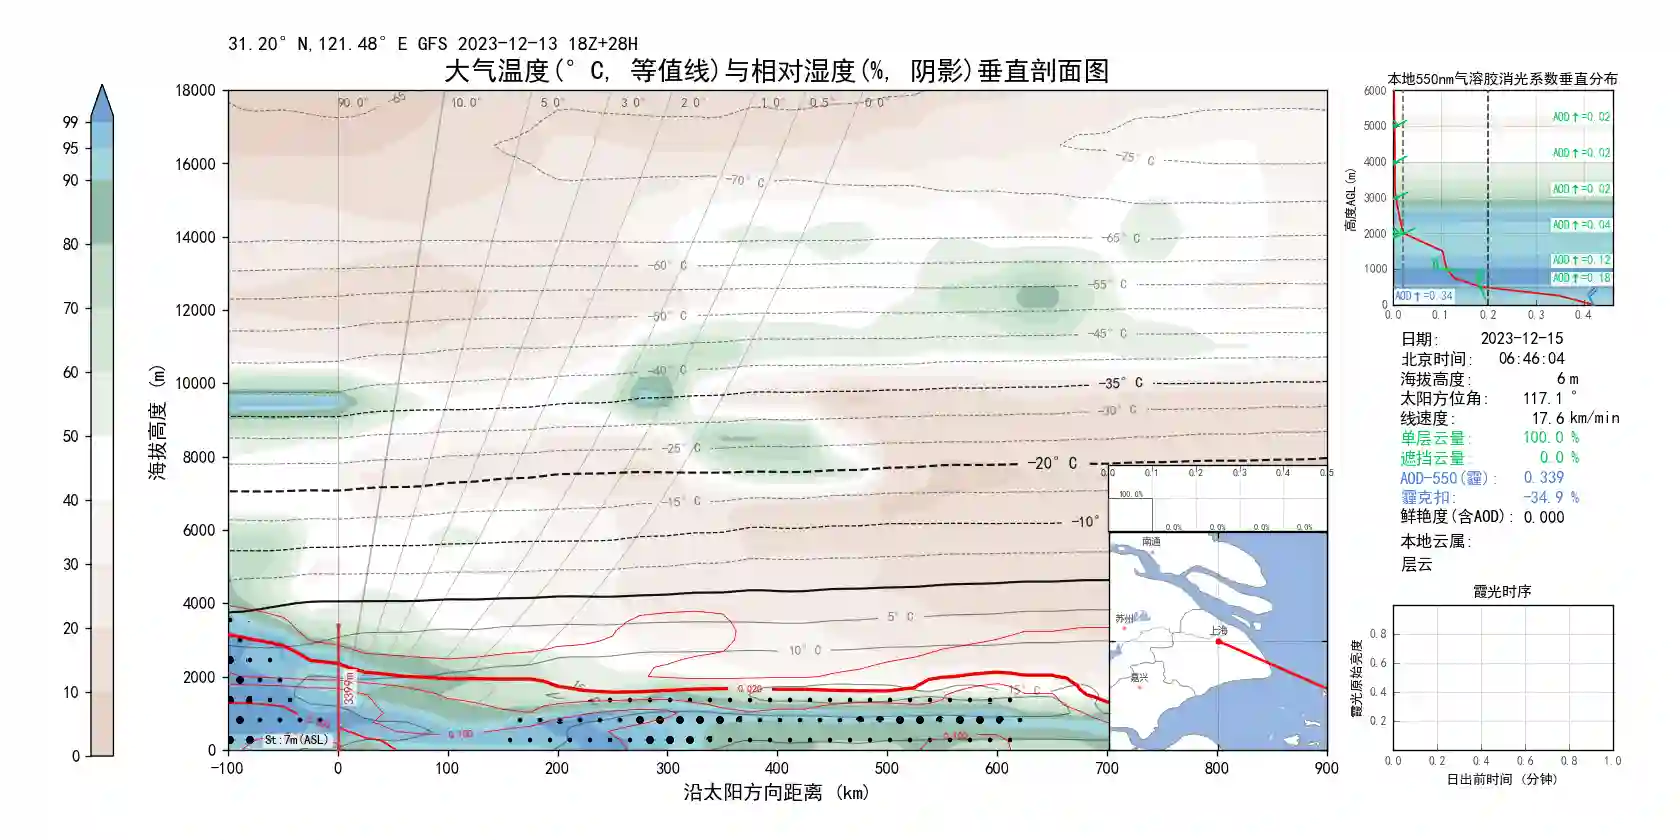 31.20° N,121.48° E GFS 2023-12-13 18Z+28H
大气温度(° C, 等值线)与相对湿度(%, 阴影)垂直剖面图
99
95
90
80
70
60
50
40
30
20
10
0
海拔高度 (m)
18000
16000
14000
12000
10000
8000
6000
4000
2000
0
90.0° -65 10.0° 5.0° 3.0° 2.0° 1.0° 0.5° 0.0°
-75° C
-70° C
-65° C
-60° C
-55° C
-50° C
-45° C
-40° C
-35° C
-30° C
-25° C
-20° C
-15° C
-10°
5° C
10° C
15° C
0.020
3399m
0.100
0.100
St:7m(ASL)
-100 0 100 200 300 400 500 600 700 800 900
沿太阳方向距离 (km)
0.0 0.1 0.2 0.3 0.4 0.5
100.0%
0.0% 0.0% 0.0% 0.0%
南通
苏州
上海
嘉兴
本地550nm气溶胶消光系数垂直分布
高度AGL(m)
6000
5000
4000
3000
2000
1000
0
AOD↑=0.02
AOD↑=0.02
AOD↑=0.02
AOD↑=0.04
AOD↑=0.12
AOD↑=0.18
AOD↑=0.34
0.0 0.1 0.2 0.3 0.4
日期: 2023-12-15
北京时间: 06:46:04
海拔高度: 6 m
太阳方位角: 117.1 °
线速度: 17.6 km/min
单层云量: 100.0 %
遮挡云量: 0.0 %
AOD-550(霾): 0.339
霾克扣: -34.9 %
鲜艳度(含AOD): 0.000
本地云属:
层云
霞光时序
霞光原始亮度
0.8
0.6
0.4
0.2
0.0 0.2 0.4 0.6 0.8 1.0
日出前时间 (分钟)